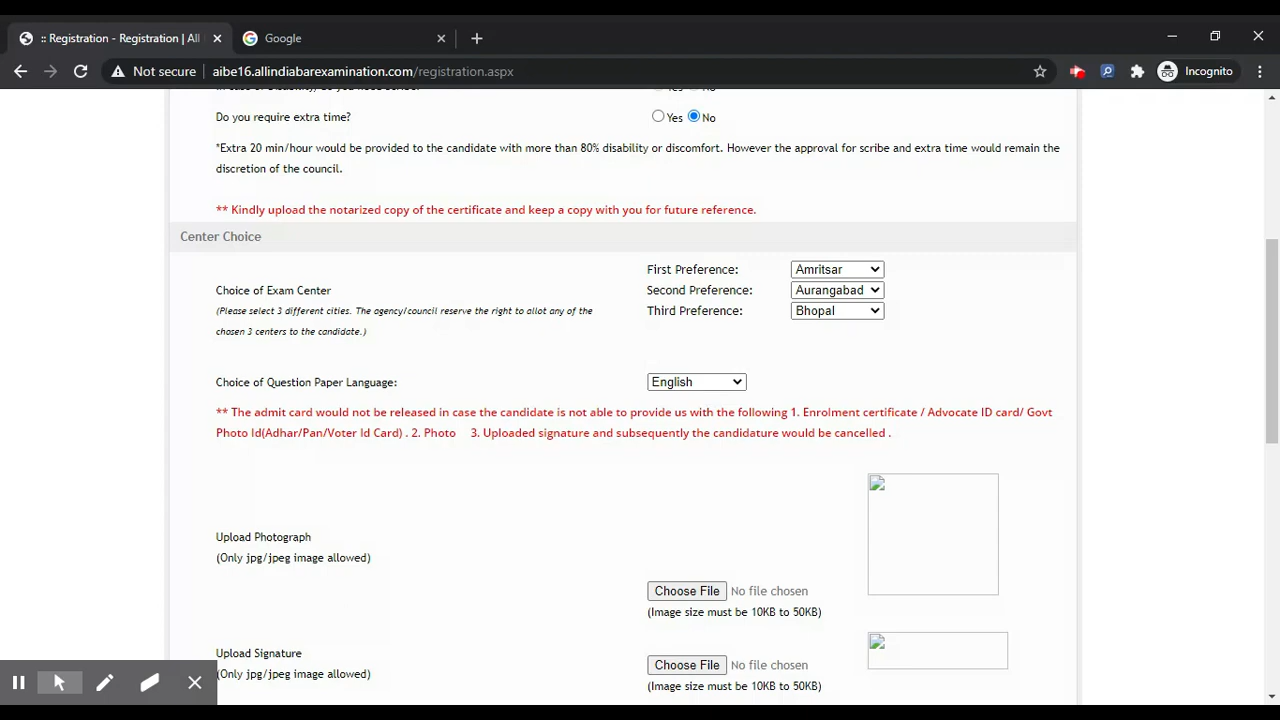 :: Registration - Registration | All
Google
Not secure
aibe16.allindiabarexamination.com/registration.aspx
Incognito
Do you require extra time?
Yes No
*Extra 20 min/hour would be provided to the candidate with more than 80% disability or discomfort. However the approval for scribe and extra time would remain the
discretion of the council.
** Kindly upload the notarized copy of the certificate and keep a copy with you for future reference.
Center Choice
First Preference: Amritsar
Choice of Exam Center
Second Preference: Aurangabad
(Please select 3 different cities. The agency/council reserve the right to allot any of the
Third Preference: Bhopal
chosen 3 centers to the candidate.)
Choice of Question Paper Language: English
** The admit card would not be released in case the candidate is not able to provide us with the following 1. Enrolment certificate / Advocate ID card/ Govt
Photo Id(Adhar/Pan/Voter Id Card) . 2. Photo 3. Uploaded signature and subsequently the candidature would be cancelled .
Upload Photograph
(Only jpg/jpeg image allowed)
Choose File No file chosen
(Image size must be 10KB to 50KB)
Upload Signature
Choose File No file chosen
(Only jpg/jpeg image allowed)
(Image size must be 10KB to 50KB)